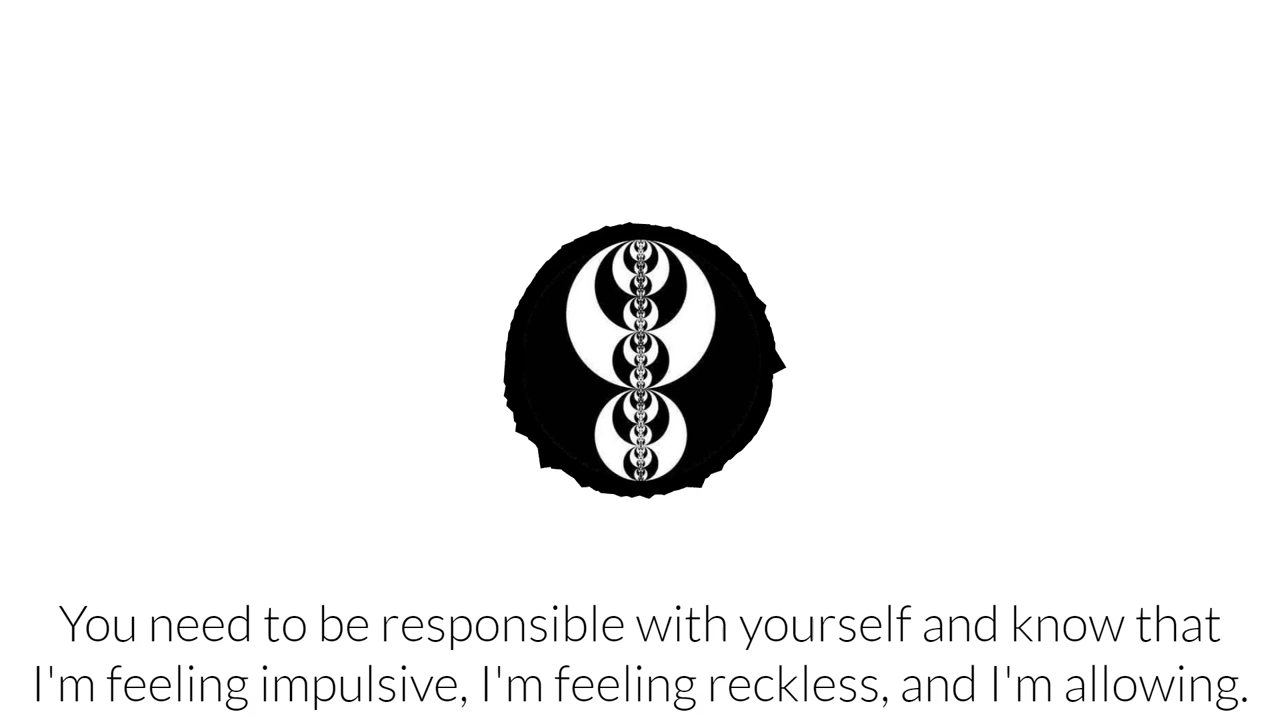 You need to be responsible with yourself and know that
I'm feeling impulsive, I'm feeling reckless, and I'm allowing.